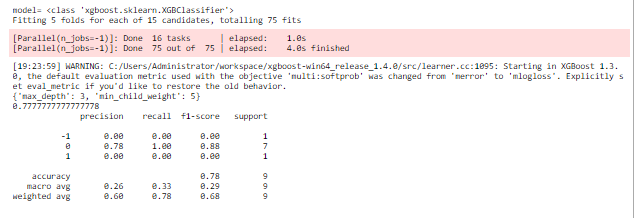 model= <class 'xgboost.sklearn.XGBClassifier'>
Fitting 5 folds for each of 15 candidates, totalling 75 fits
[Parallel(n_jobs=-1)]: Done 16 tasks | elapsed: 1.0s
[Parallel(n_jobs=-1)]: Done 75 out of 75 | elapsed: 4.0s finished
[19:23:59] WARNING: C:/Users/Administrator/workspace/xgboost-win64_release_1.4.0/src/learner.cc:1095: Starting in XGBoost 1.3.
0, the default evaluation metric used with the objective 'multi:softprob' was changed from 'merror' to 'mlogloss'. Explicitly s
et eval_metric if you'd like to restore the old behavior.
{'max_depth': 3, 'min_child_weight': 5}
0.7777777777777778
precision recall f1-score support
-1 0.00 0.00 0.00 1
0 0.78 1.00 0.88 7
1 0.00 0.00 0.00 1
accuracy 0.78 9
macro avg 0.26 0.33 0.29 9
weighted avg 0.60 0.78 0.68 9